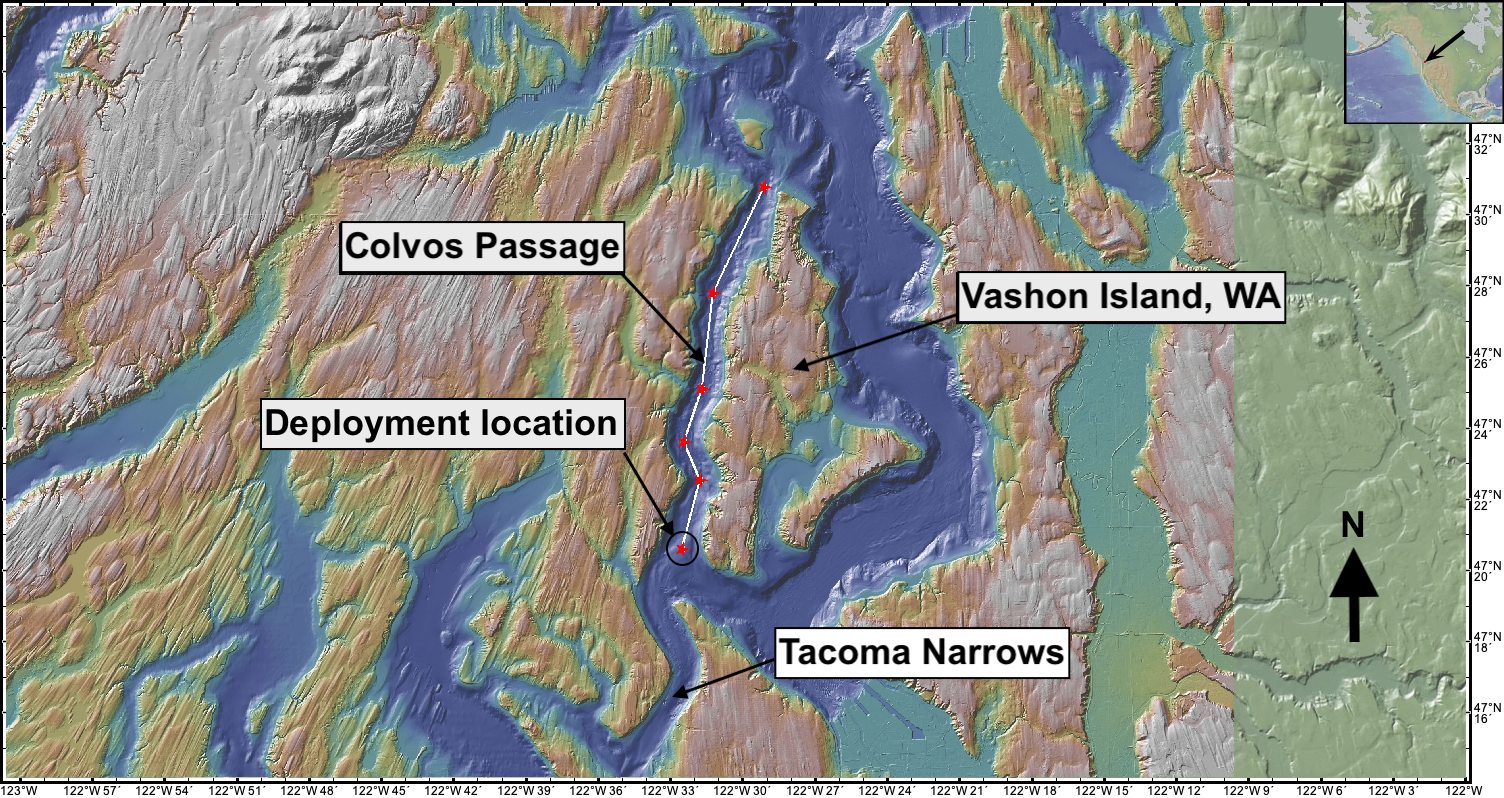 47°N
32´
47°N
30´
Colvos Passage
47°N
28´
Vashon Island, WA
47°N
26´
Deployment location
47°N
24´
47°N
22´
N
47°N
20´
47°N
18´
Tacoma Narrows
47°N
16´
123°W 122°W 57´ 122°W 54´ 122°W 51´ 122°W 48´ 122°W 45´ 122°W 42´ 122°W 39´ 122°W 36´ 122°W 33´ 122°W 30´ 122°W 27´ 122°W 24´ 122°W 21´ 122°W 18´ 122°W 15´ 122°W 12´ 122°W 9´ 122°W 6´ 122°W 3´ 122°W